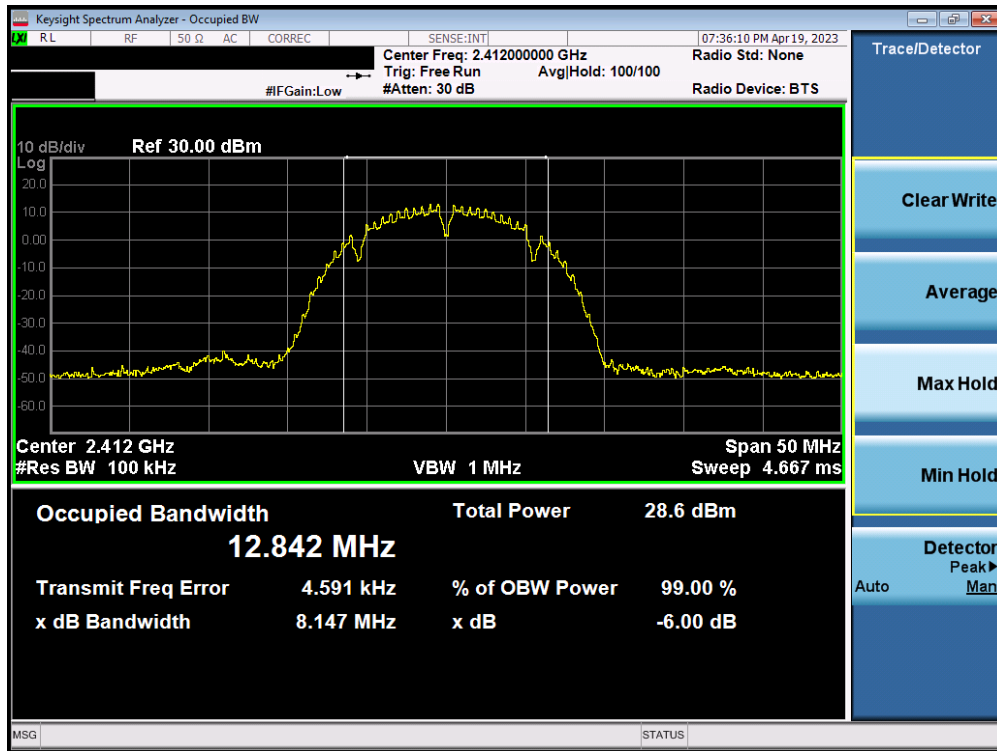 Keysight Spectrum Analyzer - Occupied BW
LXI RL RF 50 Ω AC CORREC SENSE:INT 07:36:10 PM Apr 19, 2023
Center Freq: 2.412000000 GHz Radio Std: None
Trig: Free Run Avg|Hold: 100/100
#IFGain:Low #Atten: 30 dB Radio Device: BTS
10 dB/div Ref 30.00 dBm
Log
20.0
10.0
0.00
-10.0
-20.0
-30.0
-40.0
-50.0
-60.0
Center 2.412 GHz Span 50 MHz
#Res BW 100 kHz VBW 1 MHz Sweep 4.667 ms
Occupied Bandwidth Total Power 28.6 dBm
12.842 MHz
Transmit Freq Error 4.591 kHz % of OBW Power 99.00 %
x dB Bandwidth 8.147 MHz x dB -6.00 dB
MSG STATUS
Trace/Detector
Clear Write
Average
Max Hold
Min Hold
Detector
Peak▶
Auto Man